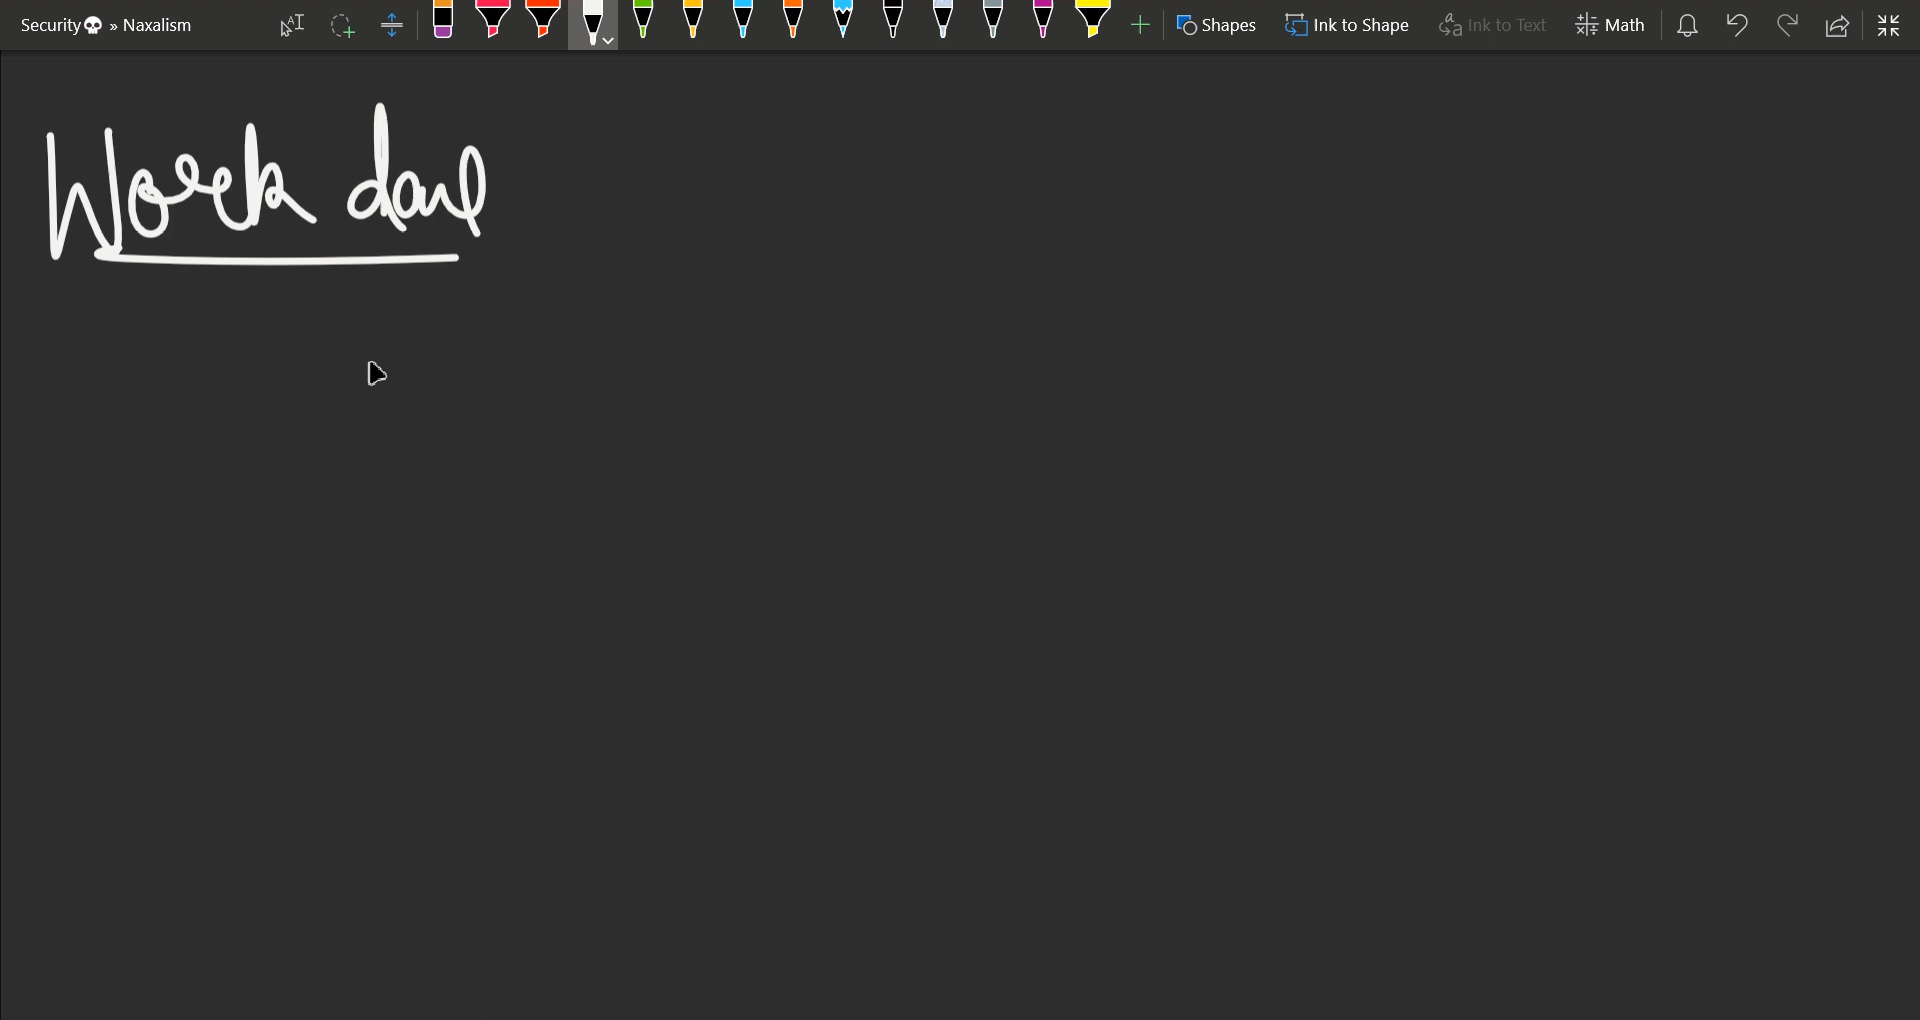 Security💀 » Naxalism
Shapes
Ink to Shape
Ink to Text
Math
Work done